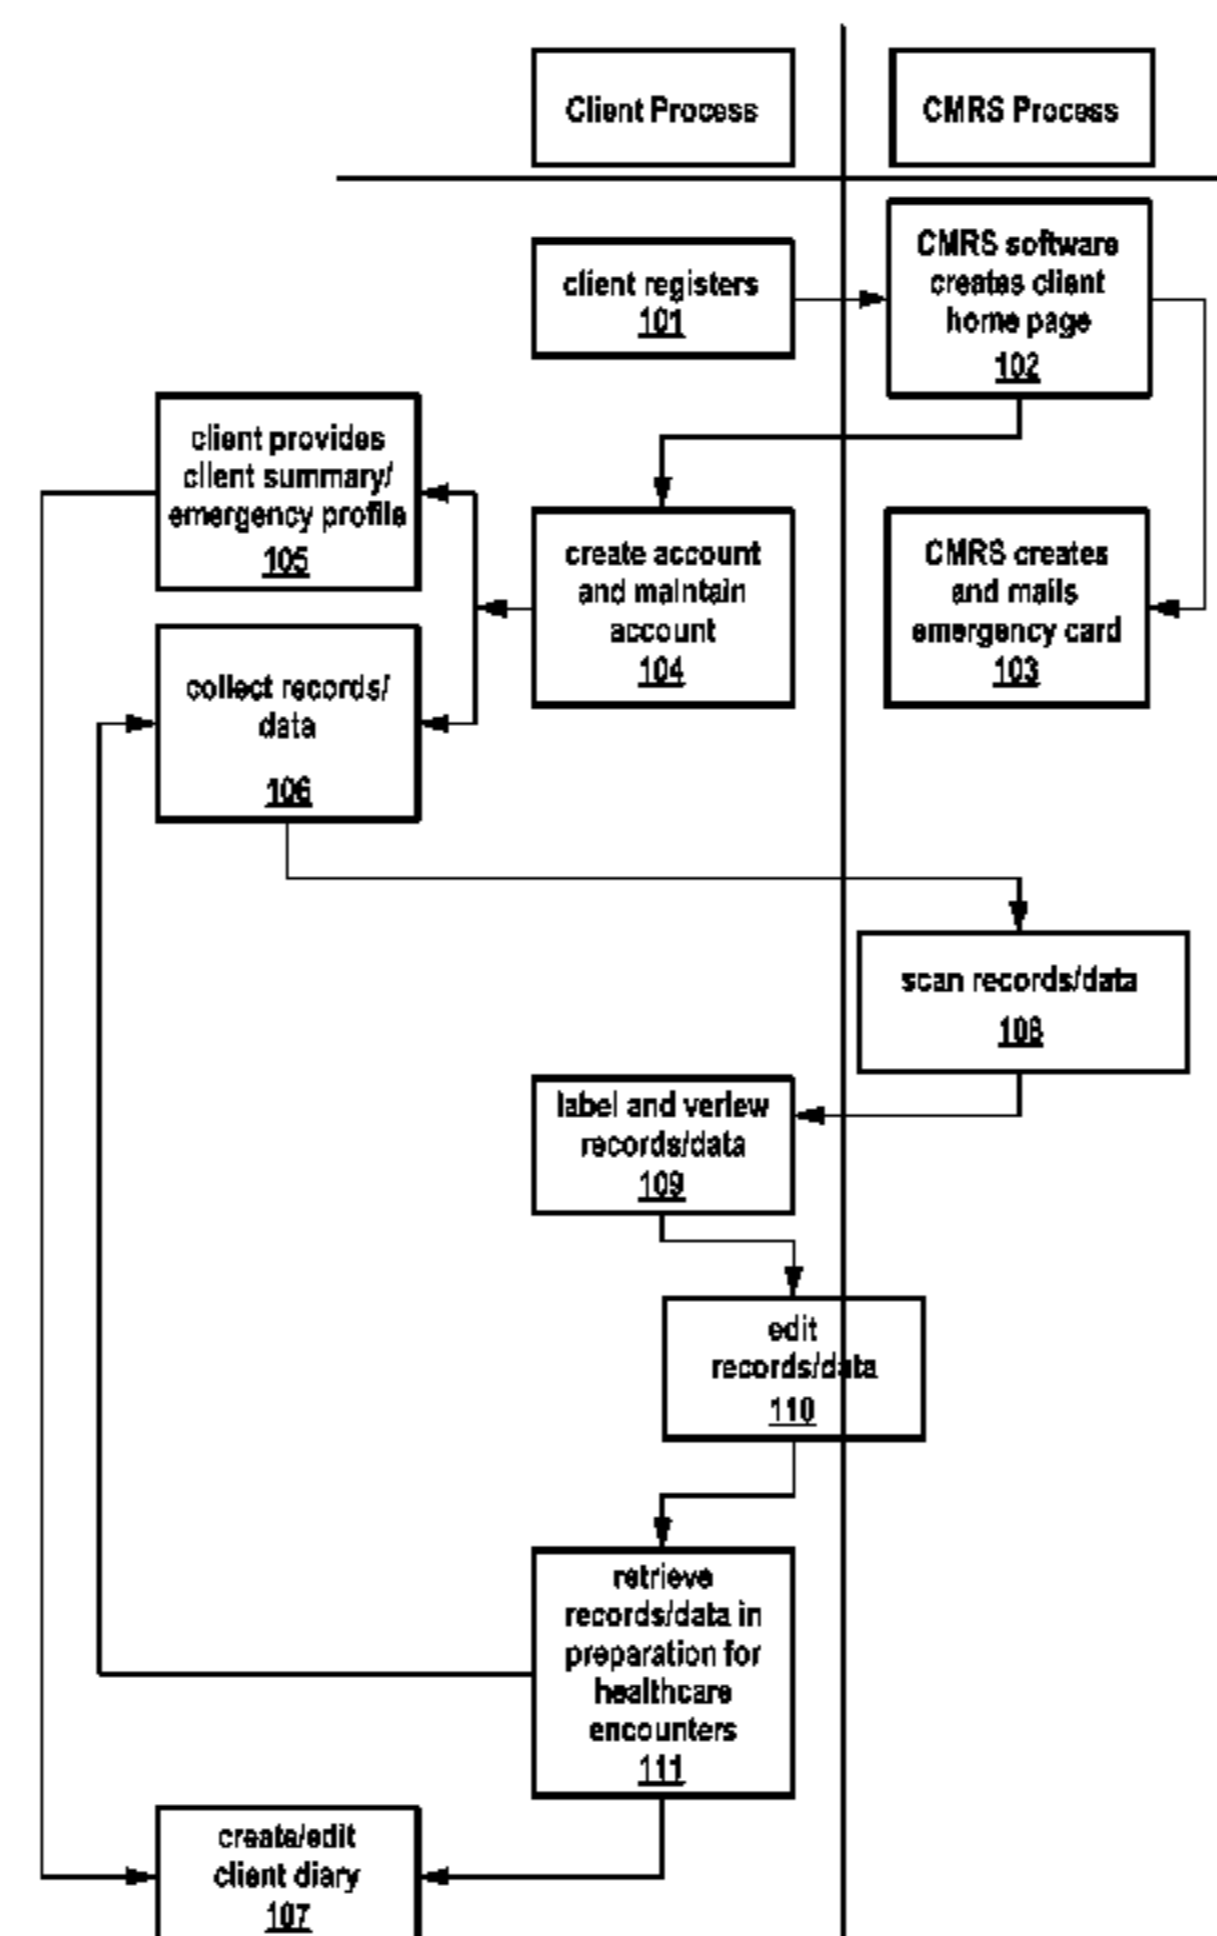 Client Process
CMRS Process
client registers
101
CMRS software
creates client
home page
102
client provides
client summary/
emergency profile
105
create account
and maintain
account
104
CMRS creates
and mails
emergency card
103
collect records/
data
106
scan records/data
108
label and veriew
records/data
109
edit
records/data
110
retrieve
records/data in
preparation for
healthcare
encounters
111
create/edit
client diary
107